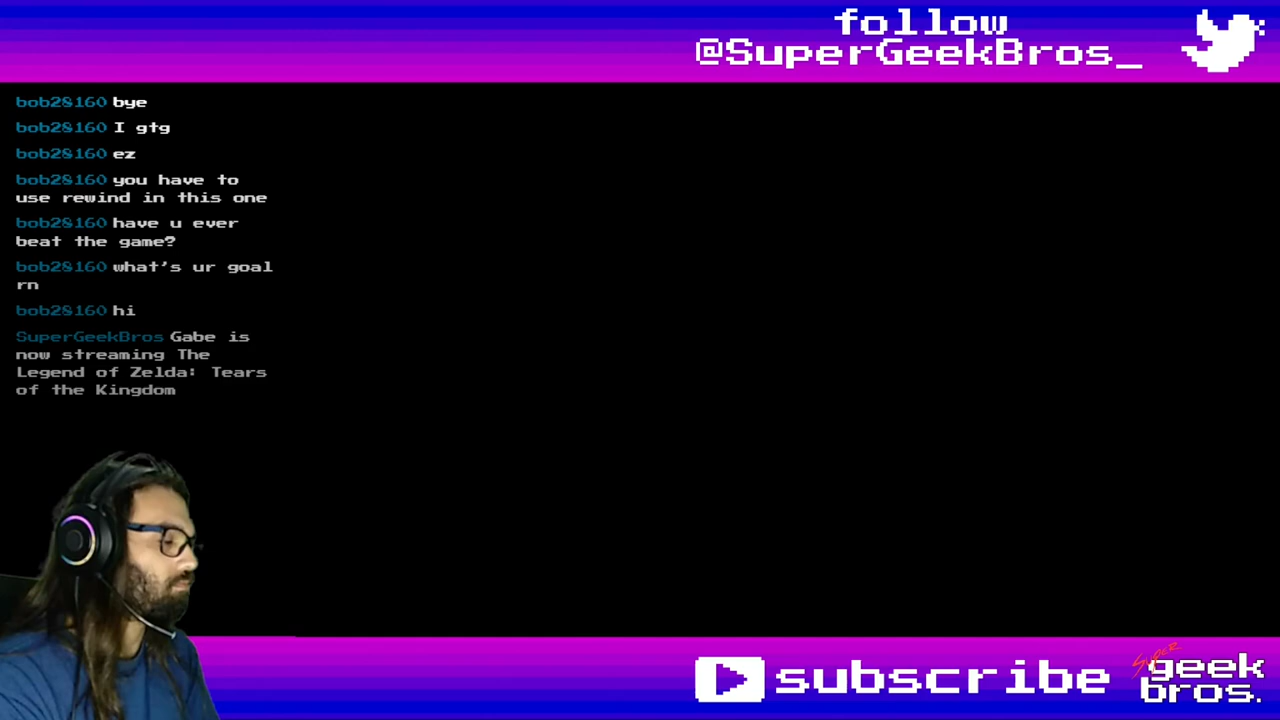 follow
@SuperGeekBros_
bob28160 bye
bob28160 I gtg
bob28160 ez
bob28160 you have to
use rewind in this one
bob28160 have u ever
beat the game?
bob28160 what's ur goal
rn
bob28160 hi
SuperGeekBros Gabe is
now streaming The
Legend of Zelda: Tears
of the Kingdom
subscribe
super
geek
bros.